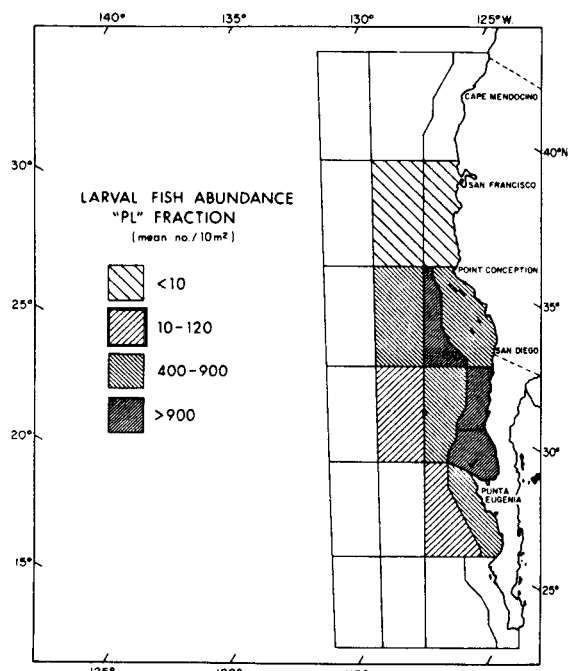 140° 135° 130° 125° W.
CAPE MENDOCINO
40°N
30°
SAN FRANCISCO
LARVAL FISH ABUNDANCE
"PL" FRACTION
(mean no./10m²)
POINT CONCEPTION
<10
25°
35°
10-120
SAN DIEGO
400-900
>900
20°
30°
PUNTA
EUGENIA
15°
25°